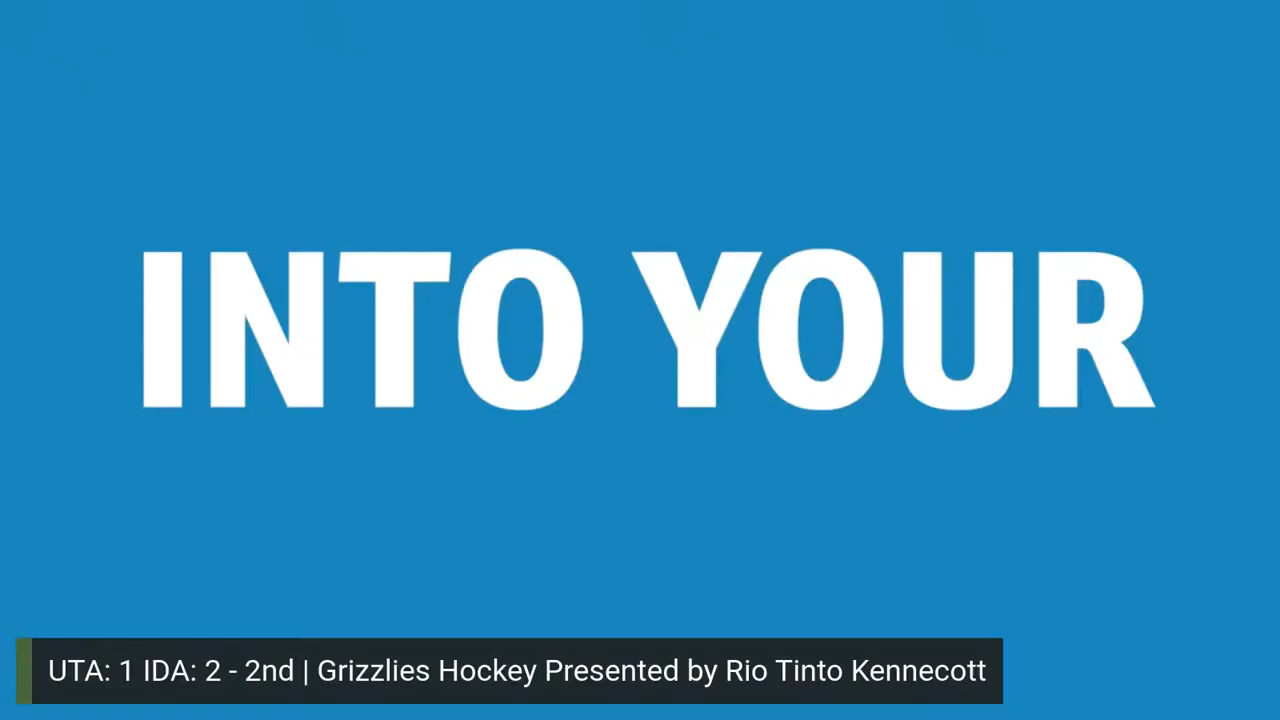 INTO YOUR
UTA: 1 IDA: 2 - 2nd | Grizzlies Hockey Presented by Rio Tinto Kennecott